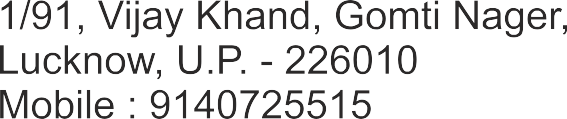 1/91, Vijay Khand, Gomti Nager,
Lucknow, U.P. - 226010
Mobile : 9140725515